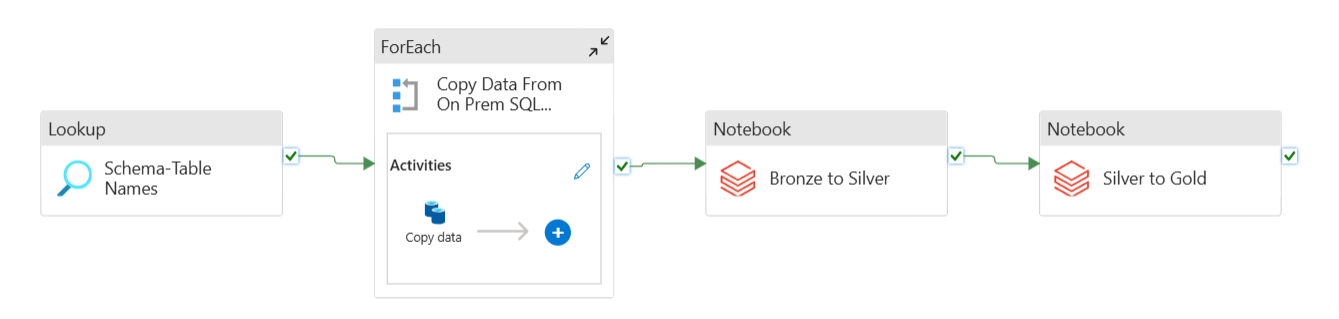 Lookup
Schema-Table
Names
ForEach
Copy Data From
On Prem SQL...
Activities
Copy data
Notebook
Bronze to Silver
Notebook
Silver to Gold